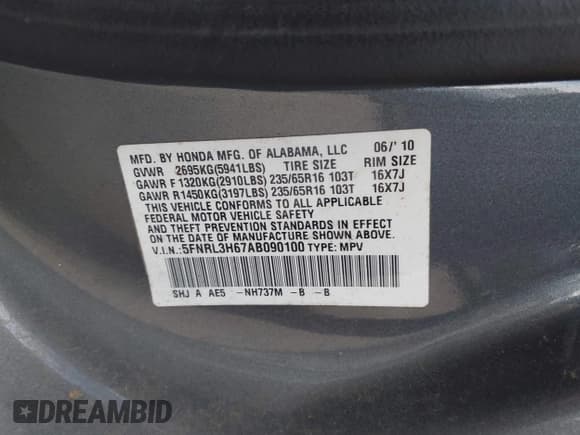 MFD. BY HONDA MFG. OF ALABAMA, LLC 06/'10
GVWR 2695KG(5941LBS) TIRE SIZE RIM SIZE
GAWR F 1320KG(2910LBS) 235/65R16 103T 16X7J
GAWR R1450KG(3197LBS) 235/65R16 103T 16X7J
THIS VEHICLE CONFORMS TO ALL APPLICABLE
FEDERAL MOTOR VEHICLE SAFETY
AND THEFT PREVENTION STANDARDS IN EFFECT
ON THE DATE OF MANUFACTURE SHOWN ABOVE.
V.I.N.: 5FNRL3H67AB090100 TYPE: MPV
SHJ A AE5 -NH737M -B -B
DREAMBID